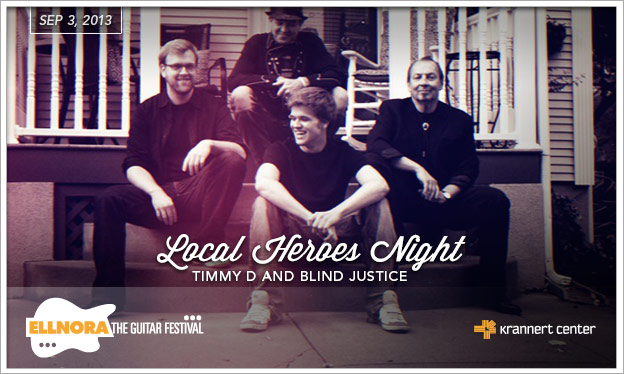 SEP 3, 2013
Local Heroes Night
TIMMY D AND BLIND JUSTICE
ELLNORA THE GUITAR FESTIVAL
krannert center